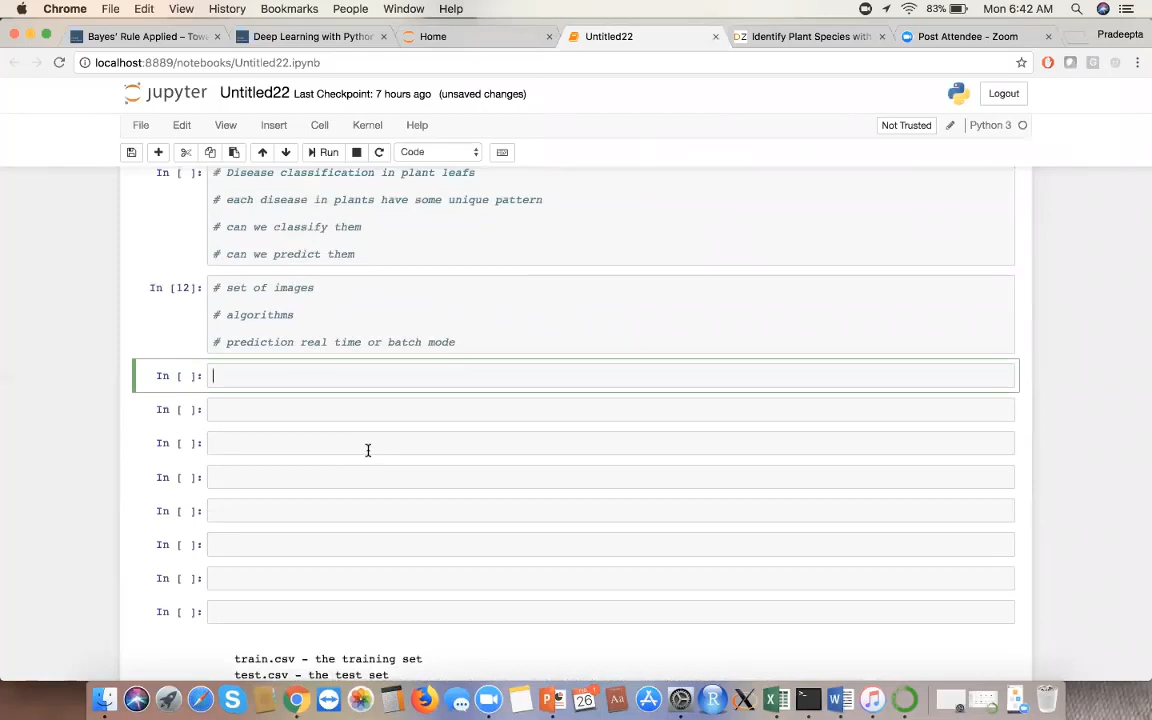 Chrome File Edit View History Bookmarks People Window Help 83% Mon 6:42 AM
Bayes' Rule Applied – Tow × Deep Learning with Python × Home × Untitled22 × DZ Identify Plant Species with × Post Attendee - Zoom × Pradeepta
localhost:8889/notebooks/Untitled22.ipynb
jupyter Untitled22 Last Checkpoint: 7 hours ago (unsaved changes) Logout
File Edit View Insert Cell Kernel Help Not Trusted Python 3
Run Code
In [ ]: # Disease classification in plant leafs
# each disease in plants have some unique pattern
# can we classify them
# can we predict them
In [12]: # set of images
# algorithms
# prediction real time or batch mode
In [ ]:
In [ ]:
In [ ]:
In [ ]:
In [ ]:
In [ ]:
In [ ]:
In [ ]:
train.csv - the training set
test.csv - the test set